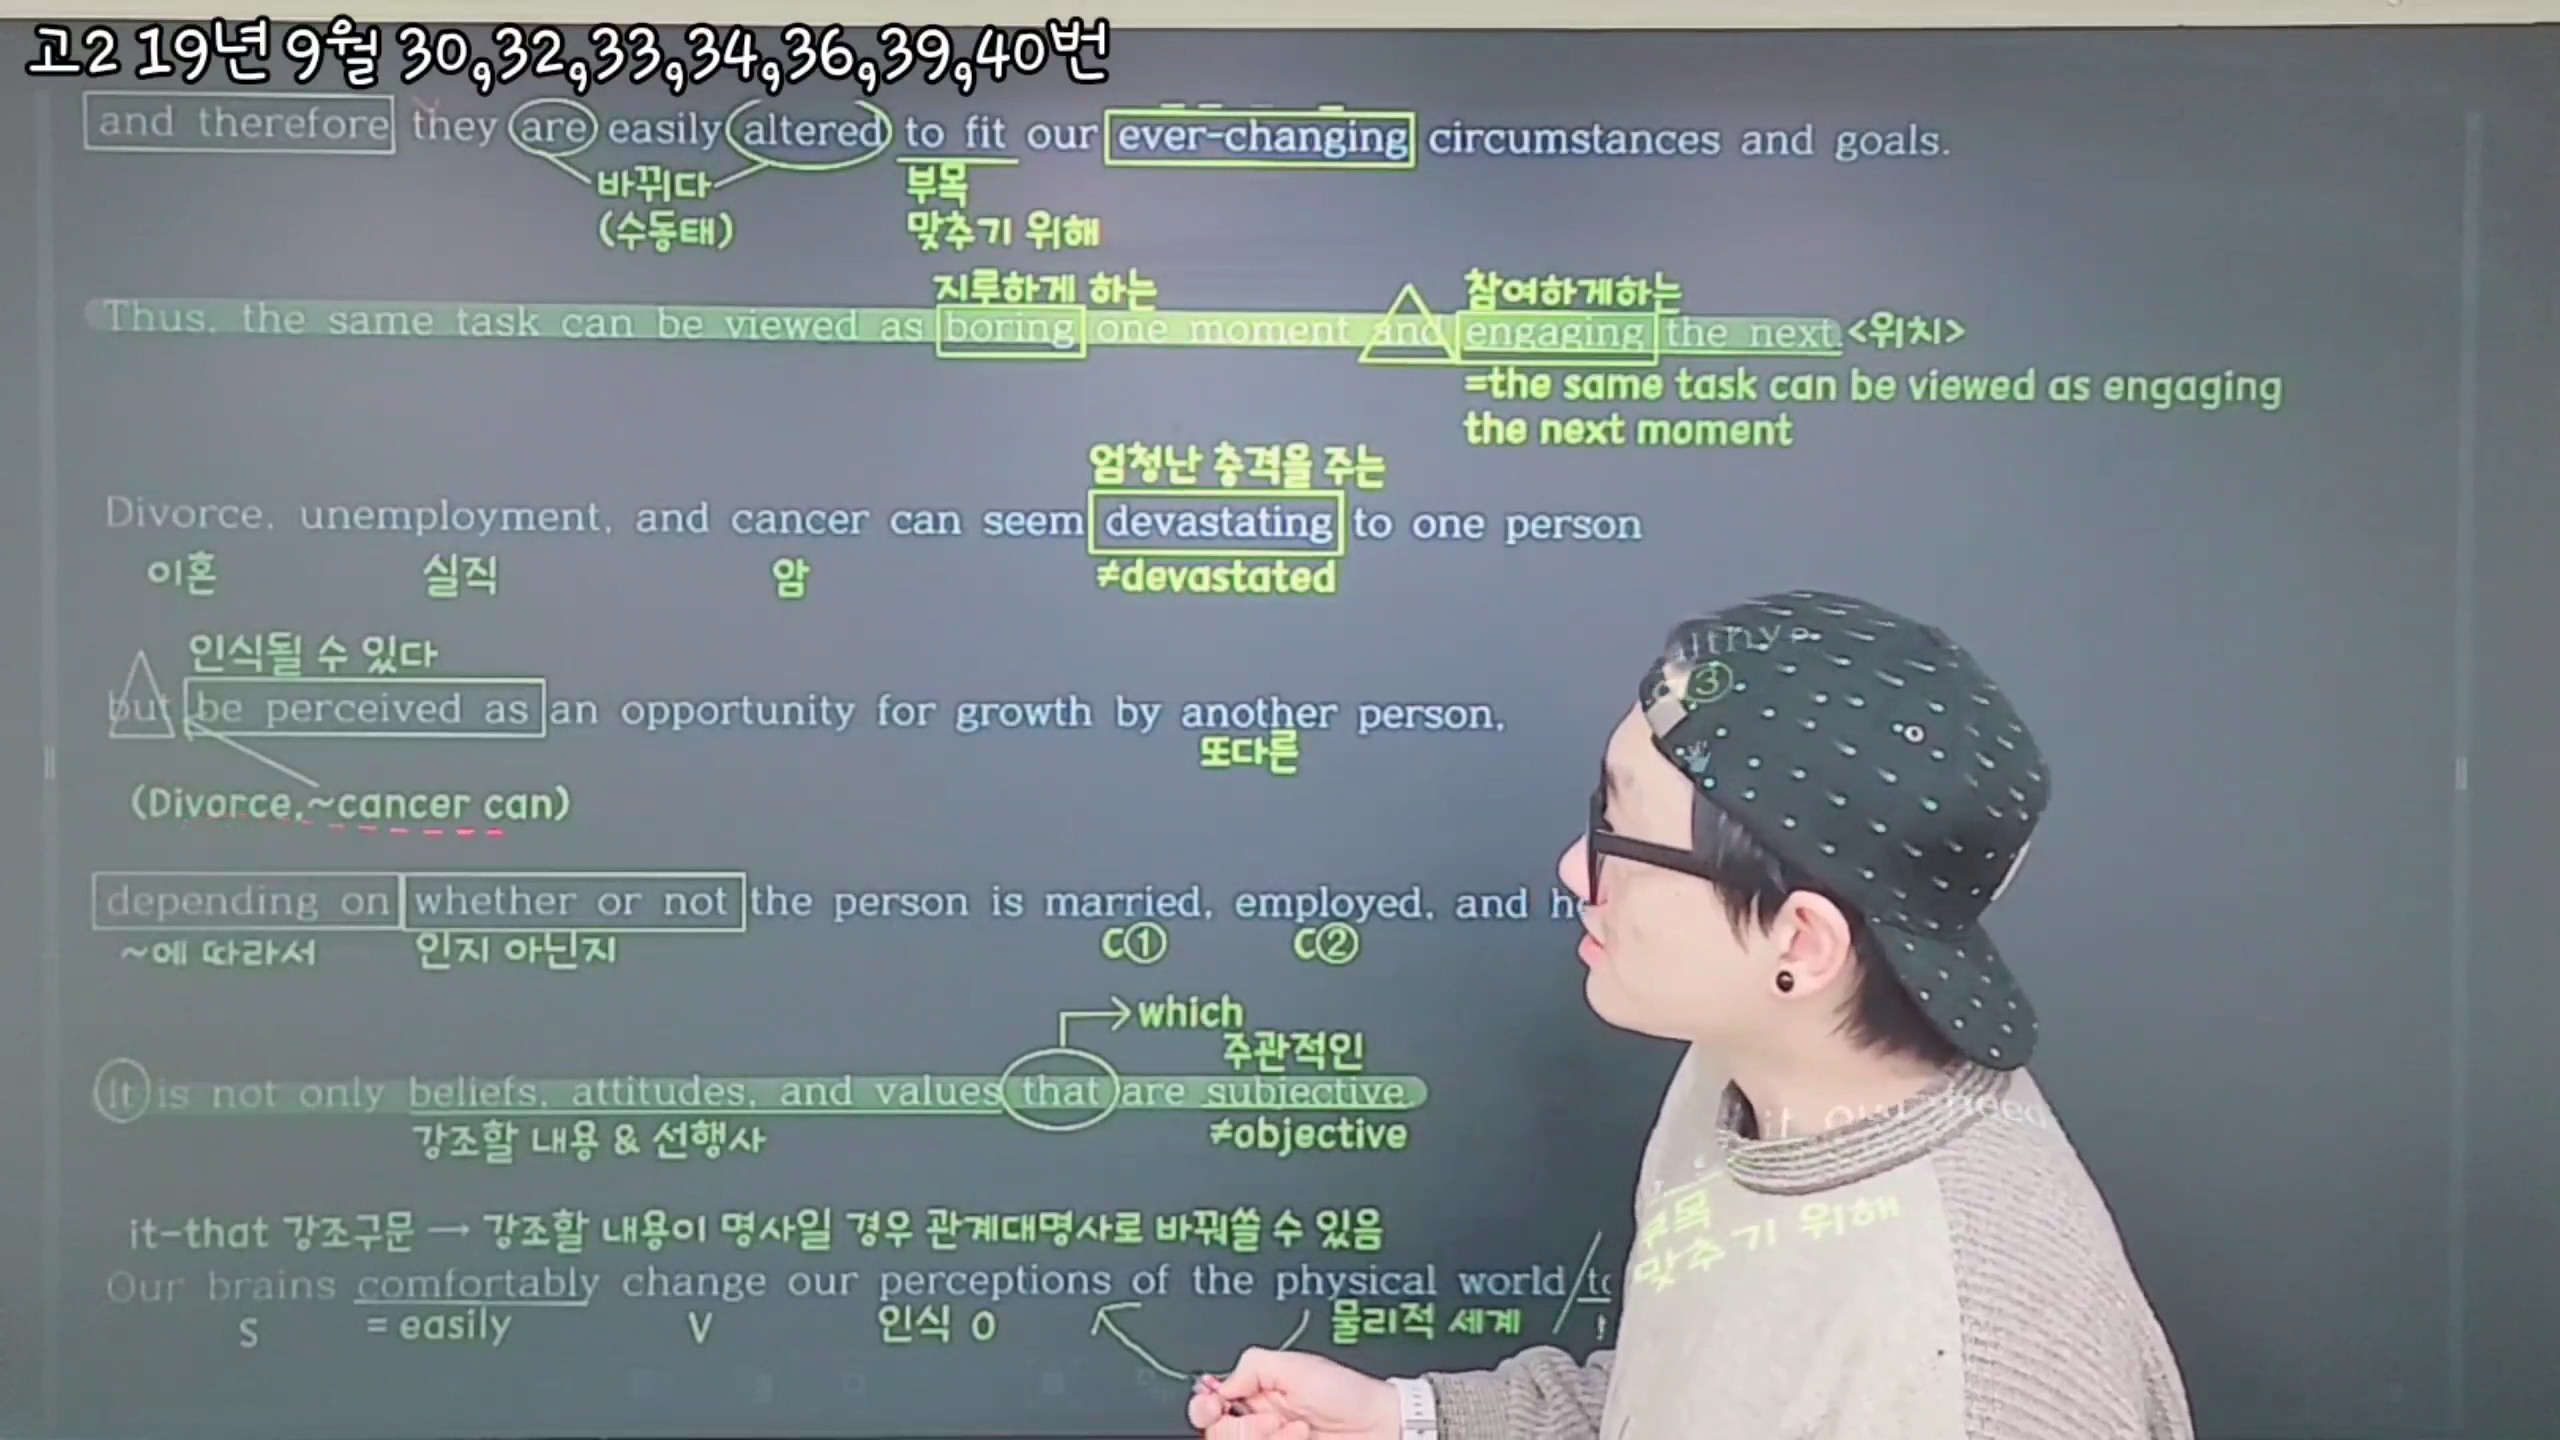 고2 19년 9월 30,32,33,34,36,39,40번
and therefore they are easily altered to fit our ever-changing circumstances and goals.
바뀌다 부목
(수동태) 맞추기 위해
지루하게 하는 참여하게하는
Thus, the same task can be viewed as boring one moment and engaging the next. <위치>
=the same task can be viewed as engaging
the next moment
엄청난 충격을 주는
Divorce, unemployment, and cancer can seem devastating to one person
이혼 실직 암 ≠devastated
인식될 수 있다
but be perceived as an opportunity for growth by another person,
또다른
(Divorce,~cancer can)
depending on whether or not the person is married, employed, and he
~에 따라서 인지 아닌지 C① C②
③
which
주관적인
It is not only beliefs, attitudes, and values that are subjective.
강조할 내용 & 선행사 ≠objective
it-that 강조구문 → 강조할 내용이 명사일 경우 관계대명사로 바꿔쓸 수 있음
Our brains comfortably change our perceptions of the physical world / to
S = easily V 인식 O 물리적 세계
부목
맞추기 위해